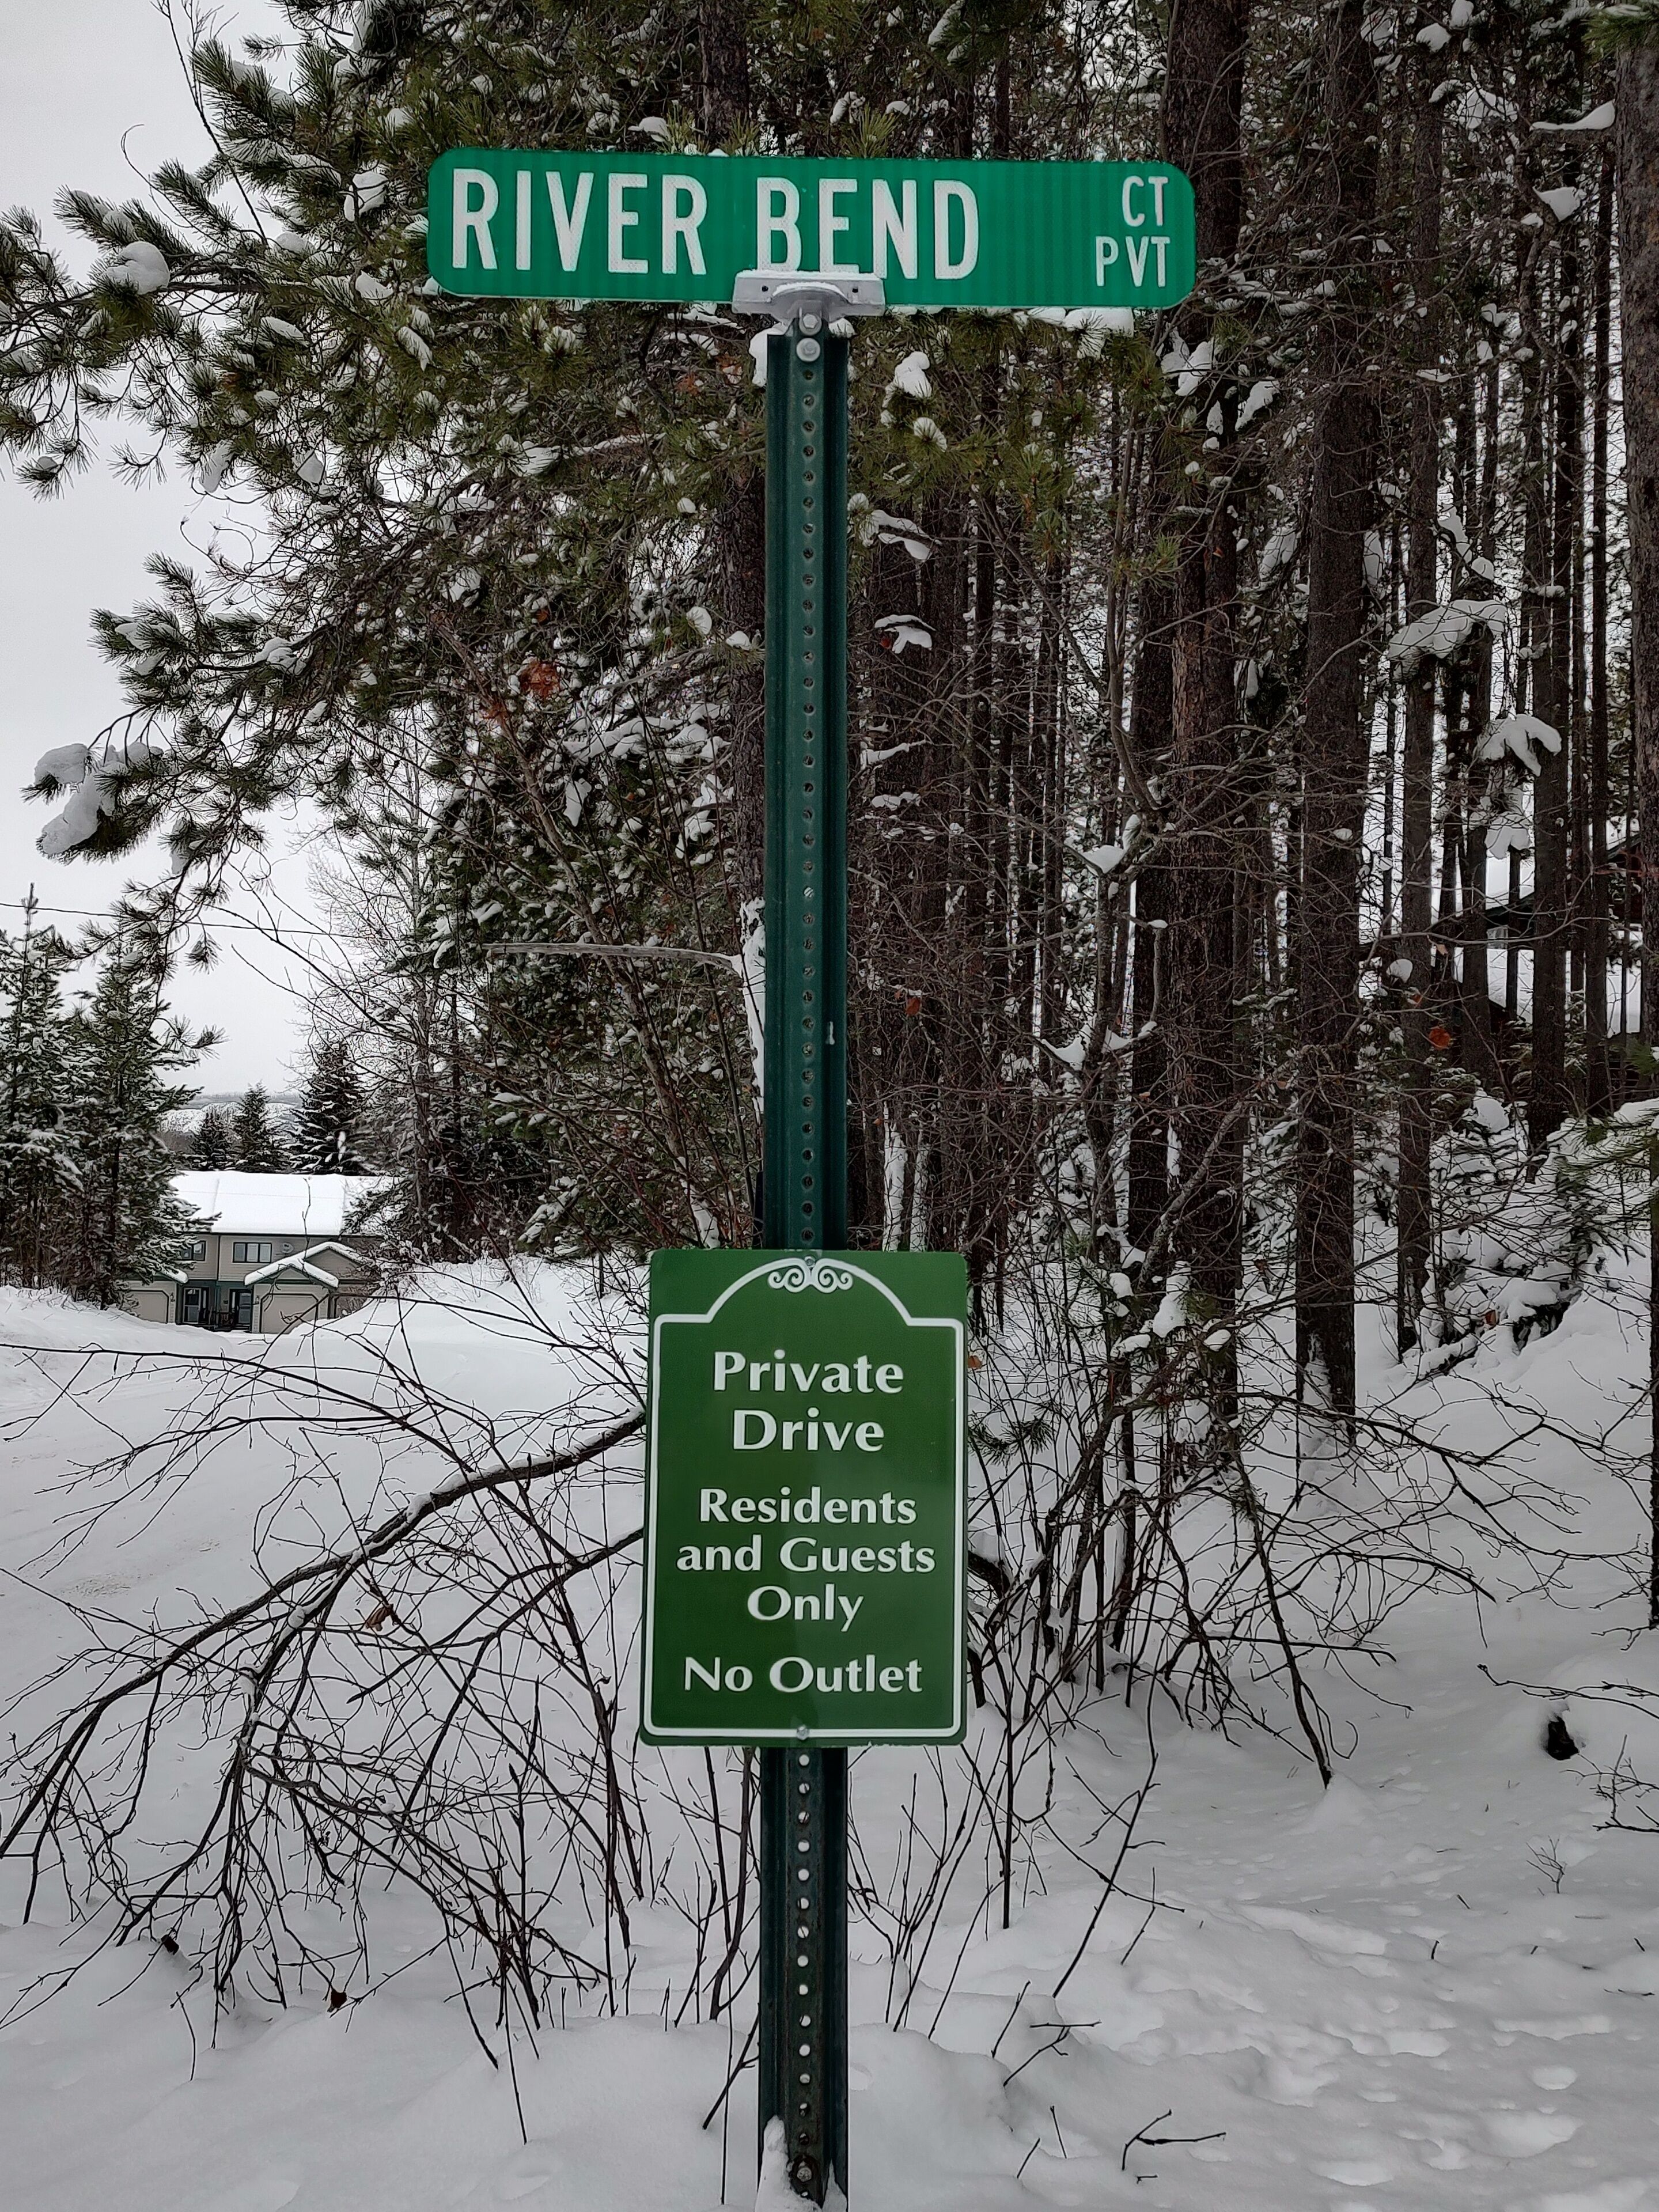 RIVER BEND CT
PVT
Private
Drive
Residents
and Guests
Only
No Outlet